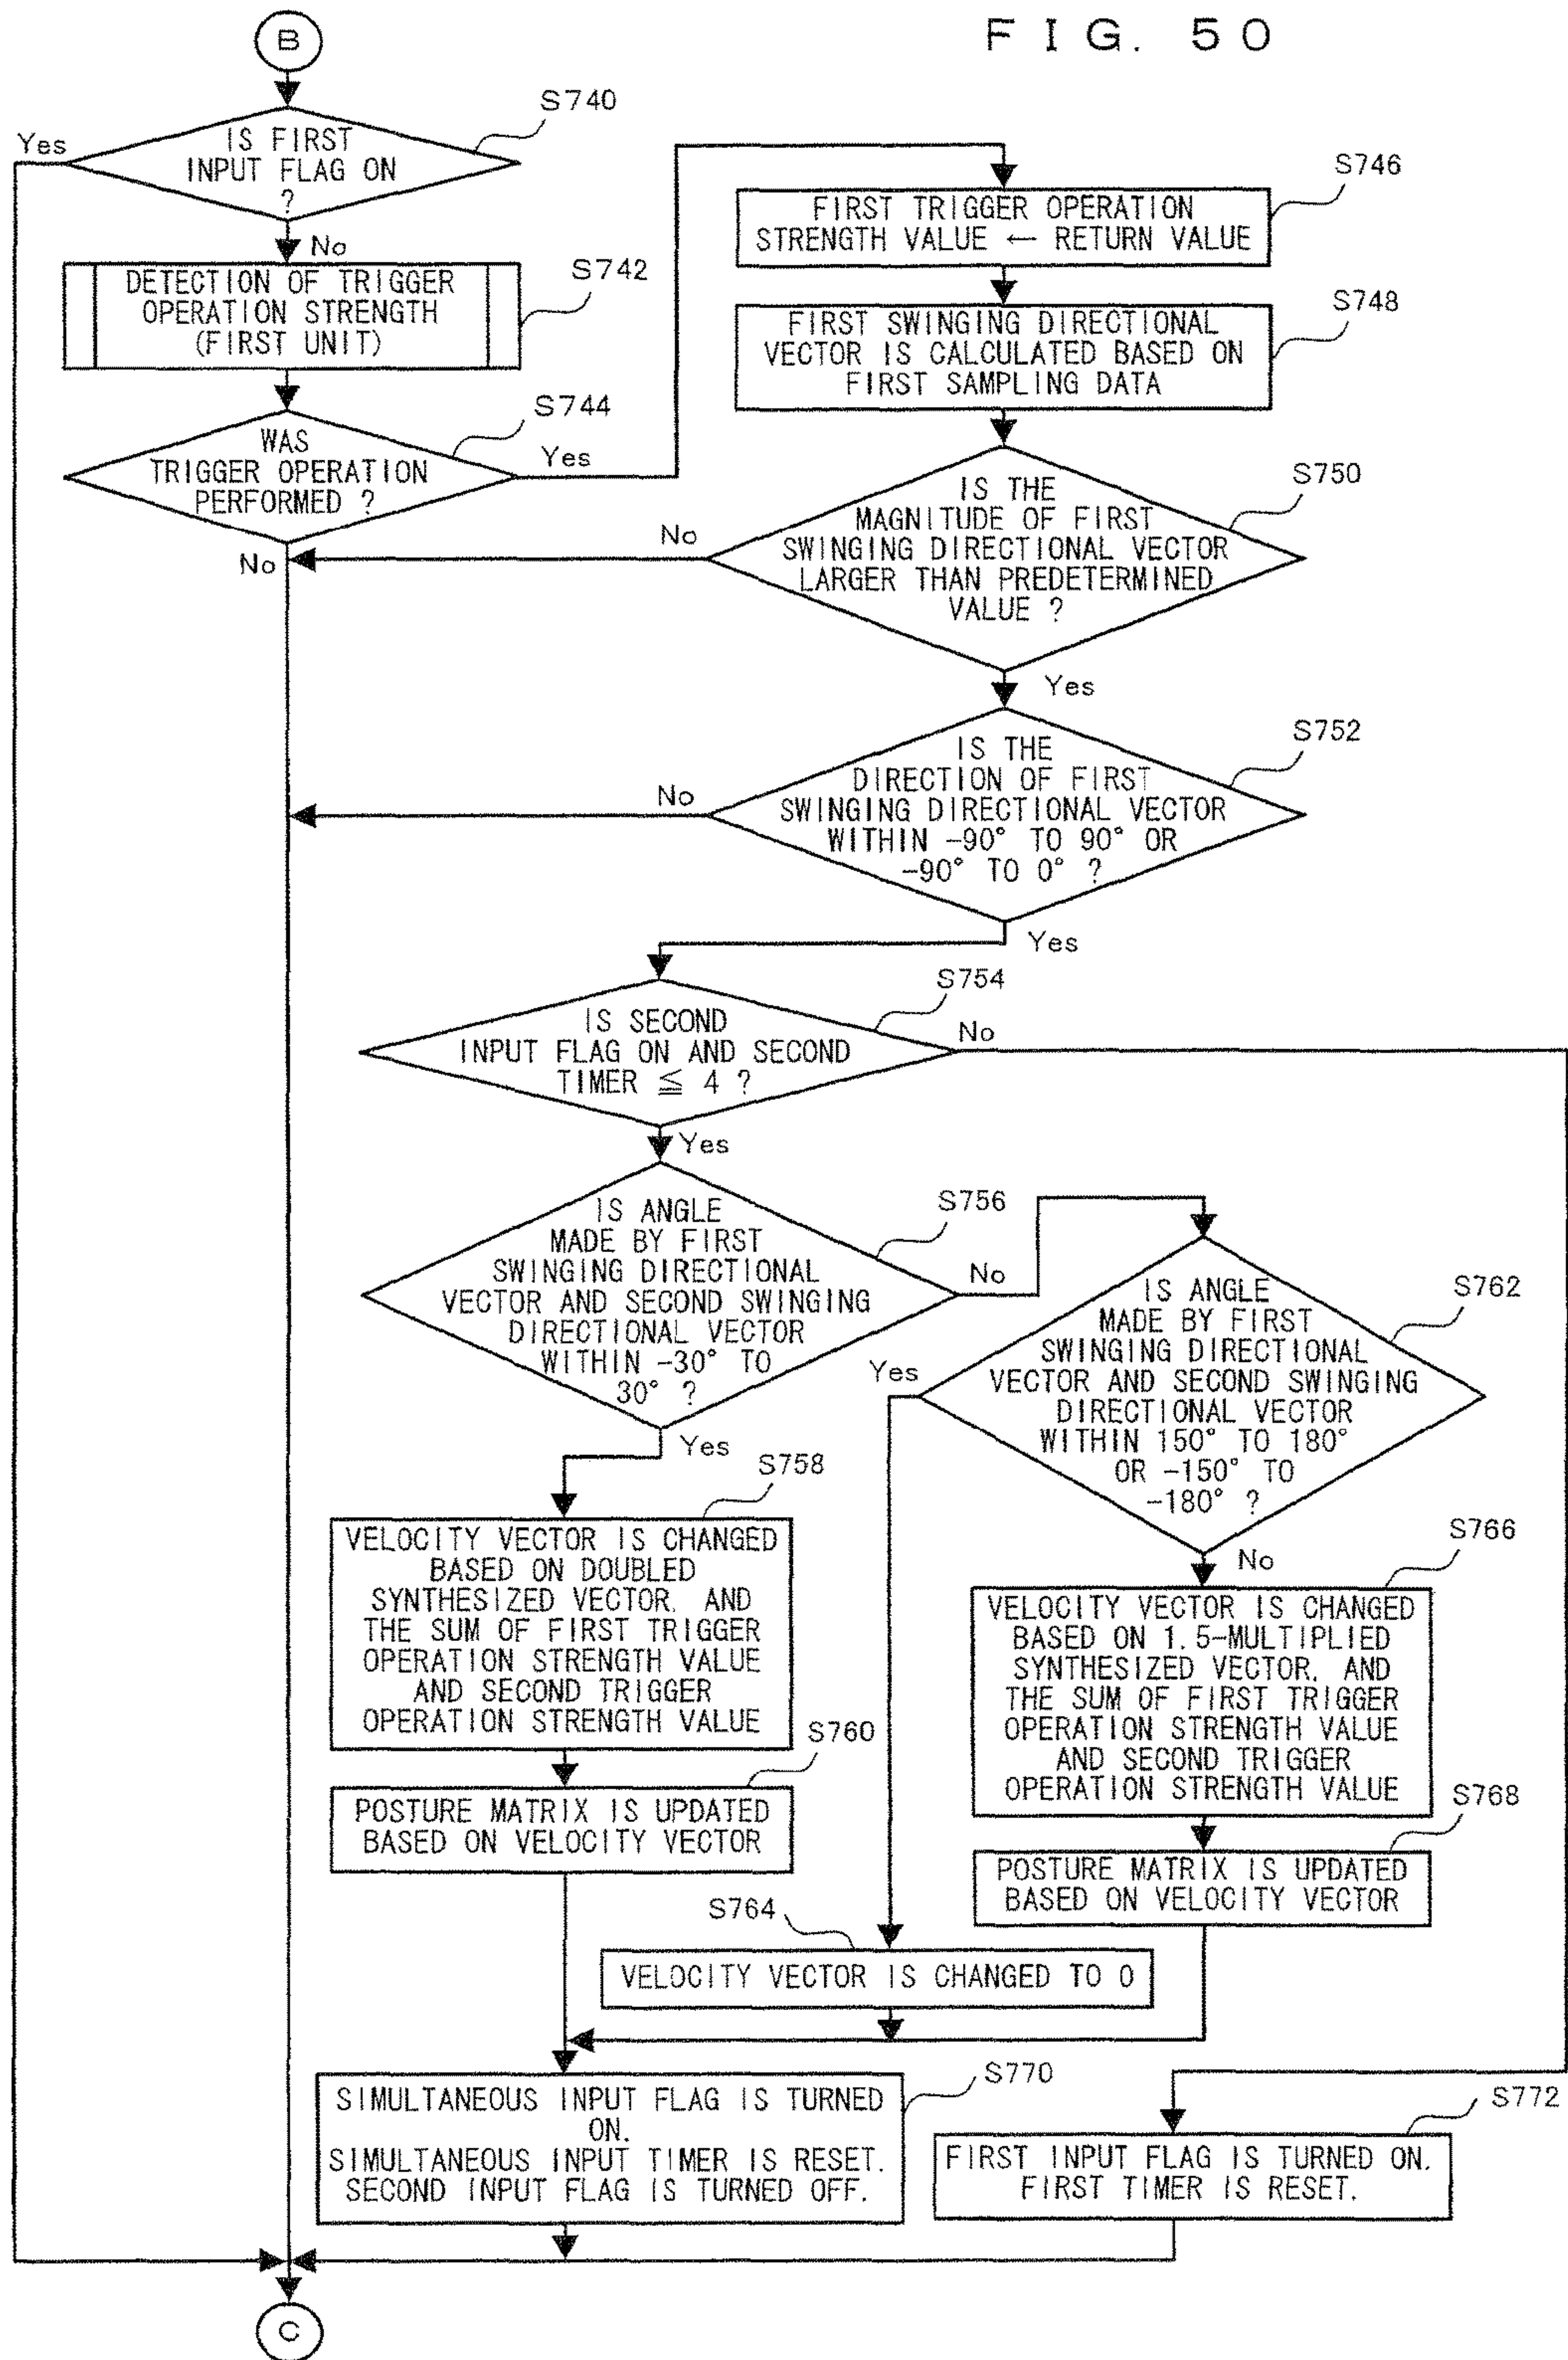 FIG. 50
B
S740
Yes
IS FIRST
INPUT FLAG ON
?
No
S742
DETECTION OF TRIGGER
OPERATION STRENGTH
(FIRST UNIT)
S744
WAS
TRIGGER OPERATION
PERFORMED ?
Yes
No
S746
FIRST TRIGGER OPERATION
STRENGTH VALUE ← RETURN VALUE
S748
FIRST SWINGING DIRECTIONAL
VECTOR IS CALCULATED BASED ON
FIRST SAMPLING DATA
S750
IS THE
MAGNITUDE OF FIRST
SWINGING DIRECTIONAL VECTOR
LARGER THAN PREDETERMINED
VALUE ?
No
Yes
S752
IS THE
DIRECTION OF FIRST
SWINGING DIRECTIONAL VECTOR
WITHIN -90° TO 90° OR
-90° TO 0° ?
No
Yes
S754
IS SECOND
INPUT FLAG ON AND SECOND
TIMER ≦ 4 ?
No
Yes
S756
IS ANGLE
MADE BY FIRST
SWINGING DIRECTIONAL
VECTOR AND SECOND SWINGING
DIRECTIONAL VECTOR
WITHIN -30° TO
30° ?
No
Yes
S762
IS ANGLE
MADE BY FIRST
SWINGING DIRECTIONAL
VECTOR AND SECOND SWINGING
DIRECTIONAL VECTOR
WITHIN 150° TO 180°
OR -150° TO
-180° ?
Yes
No
S758
VELOCITY VECTOR IS CHANGED
BASED ON DOUBLED
SYNTHESIZED VECTOR, AND
THE SUM OF FIRST TRIGGER
OPERATION STRENGTH VALUE
AND SECOND TRIGGER
OPERATION STRENGTH VALUE
S760
POSTURE MATRIX IS UPDATED
BASED ON VELOCITY VECTOR
S766
VELOCITY VECTOR IS CHANGED
BASED ON 1.5-MULTIPLIED
SYNTHESIZED VECTOR, AND
THE SUM OF FIRST TRIGGER
OPERATION STRENGTH VALUE
AND SECOND TRIGGER
OPERATION STRENGTH VALUE
S768
POSTURE MATRIX IS UPDATED
BASED ON VELOCITY VECTOR
S764
VELOCITY VECTOR IS CHANGED TO 0
S770
SIMULTANEOUS INPUT FLAG IS TURNED
ON.
SIMULTANEOUS INPUT TIMER IS RESET.
SECOND INPUT FLAG IS TURNED OFF.
S772
FIRST INPUT FLAG IS TURNED ON.
FIRST TIMER IS RESET.
C